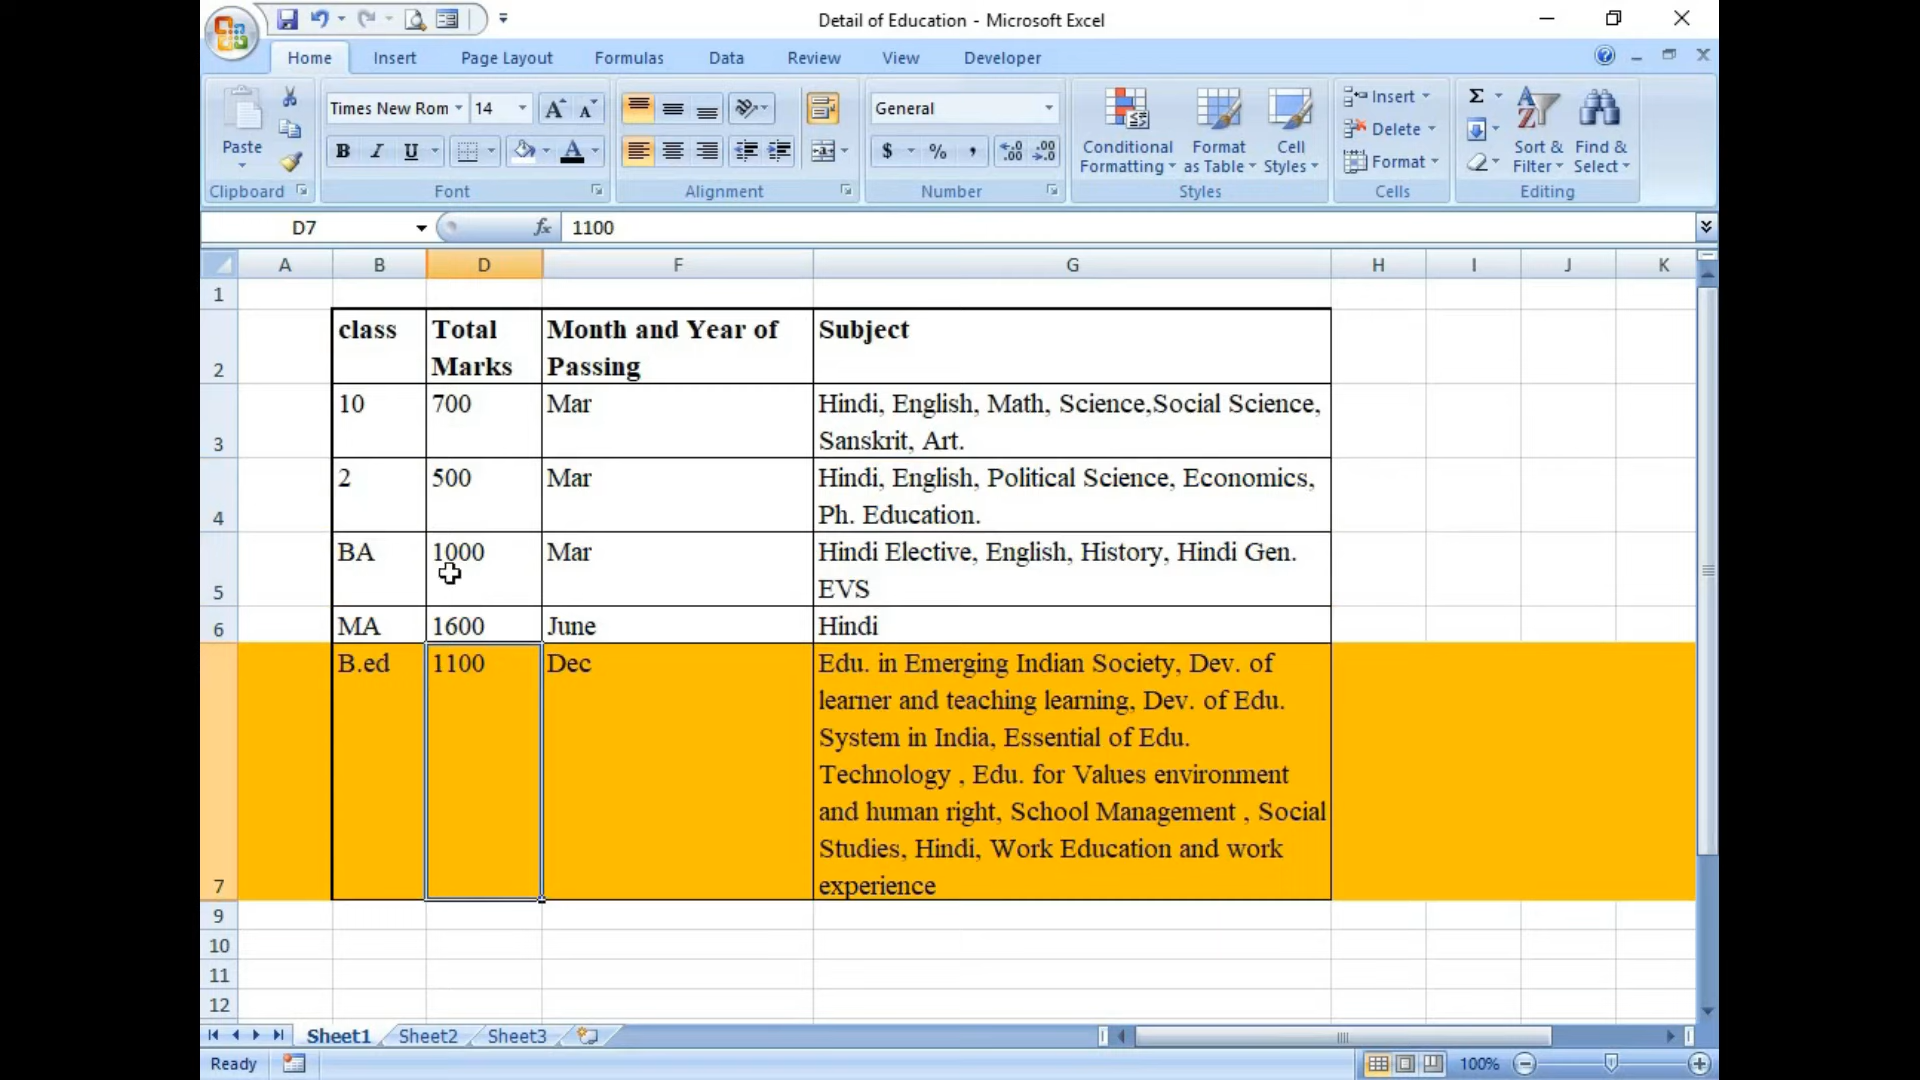 Detail of Education - Microsoft Excel
Home Insert Page Layout Formulas Data Review View Developer
Times New Rom 14 General Insert Σ
Paste B I U $ % , Conditional Formatting Format as Table Cell Styles Delete Sort & Filter Find & Select
Format
Clipboard Font Alignment Number Styles Cells Editing
D7 fx 1100
A B D F G H I J K
1
2 class Total Marks Month and Year of Passing Subject
3 10 700 Mar Hindi, English, Math, Science,Social Science,
Sanskrit, Art.
4 2 500 Mar Hindi, English, Political Science, Economics,
Ph. Education.
5 BA 1000 Mar Hindi Elective, English, History, Hindi Gen.
EVS
6 MA 1600 June Hindi
7 B.ed 1100 Dec Edu. in Emerging Indian Society, Dev. of
learner and teaching learning, Dev. of Edu.
System in India, Essential of Edu.
Technology , Edu. for Values environment
and human right, School Management , Social
Studies, Hindi, Work Education and work
experience
9
10
11
12
Sheet1 Sheet2 Sheet3
Ready 100%